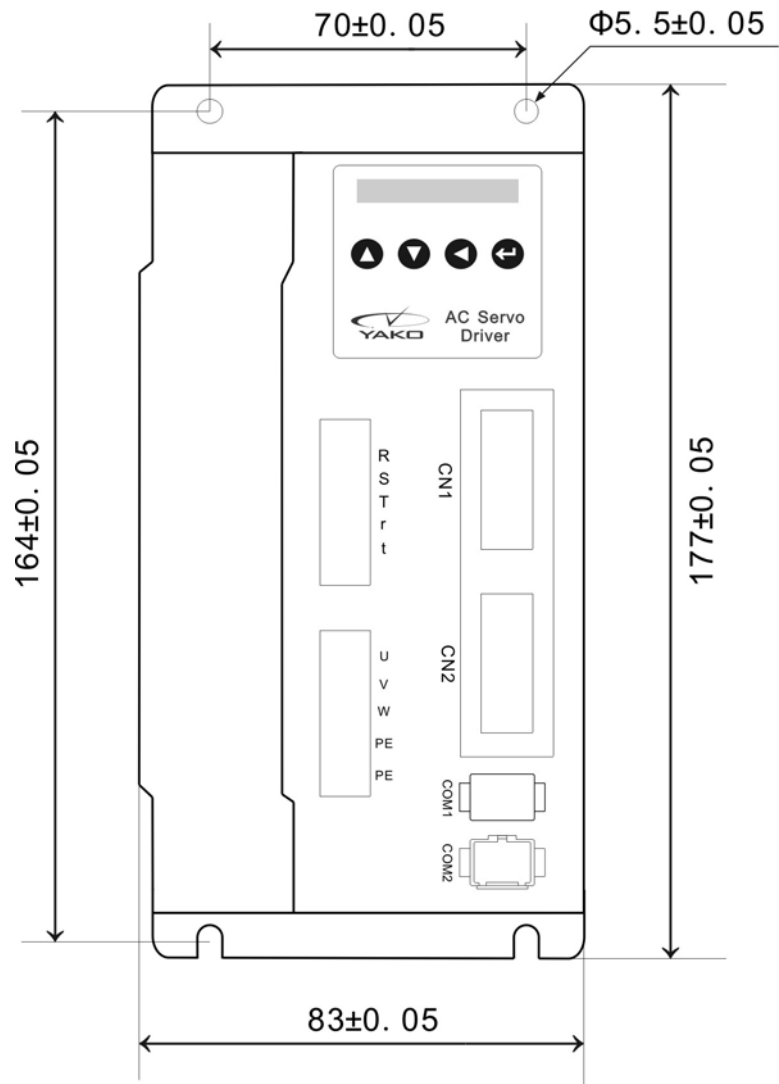 70±0.05
Φ5.5±0.05
YAKO
AC Servo
Driver
164±0.05
177±0.05
R
S
T
r
t
CN1
U
V
W
PE
PE
CN2
COM1
COM2
83±0.05